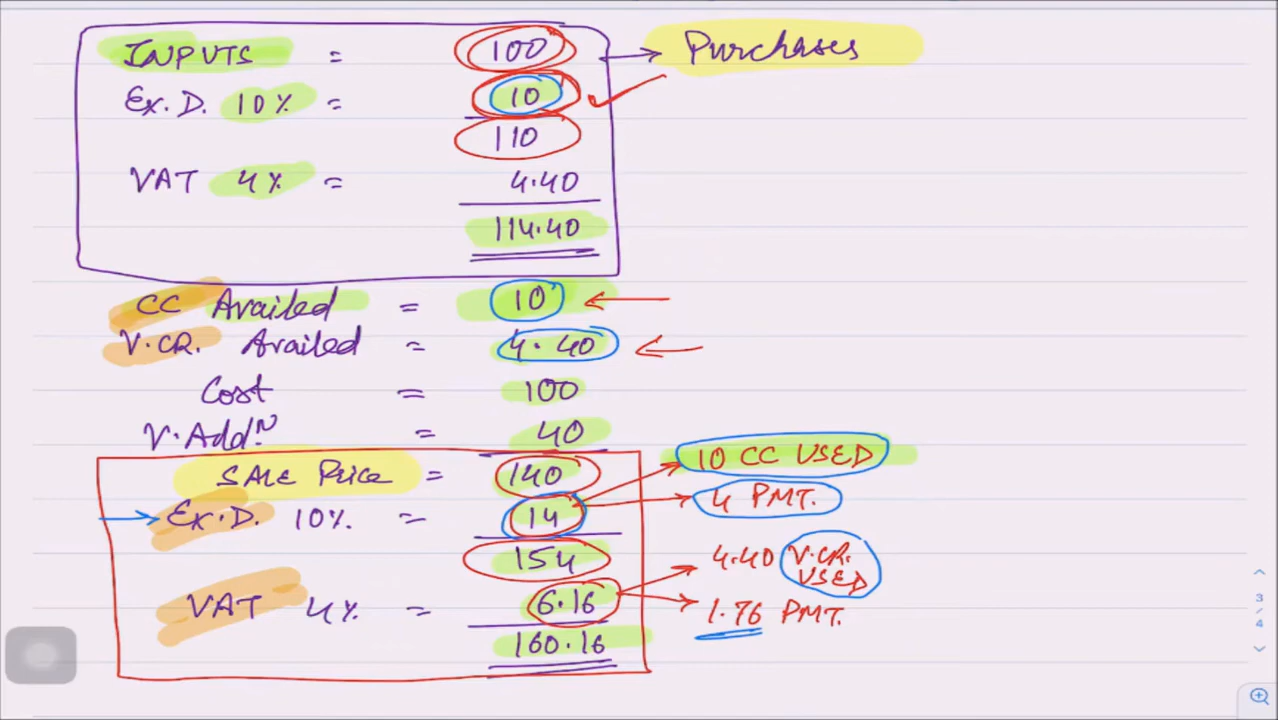 INPUTS = 100 → Purchases
Ex.D. 10% = 10
110
VAT 4% = 4.40
114.40
CC Availed = 10
V.CR. Availed = 4.40
Cost = 100
V.Addⁿ = 40
SALE Price = 140
10 CC USED
Ex.D. 10% = 14
4 PMT.
154
4.40 V.CR. USED
VAT 4% = 6.16
1.76 PMT.
160.16
3
4